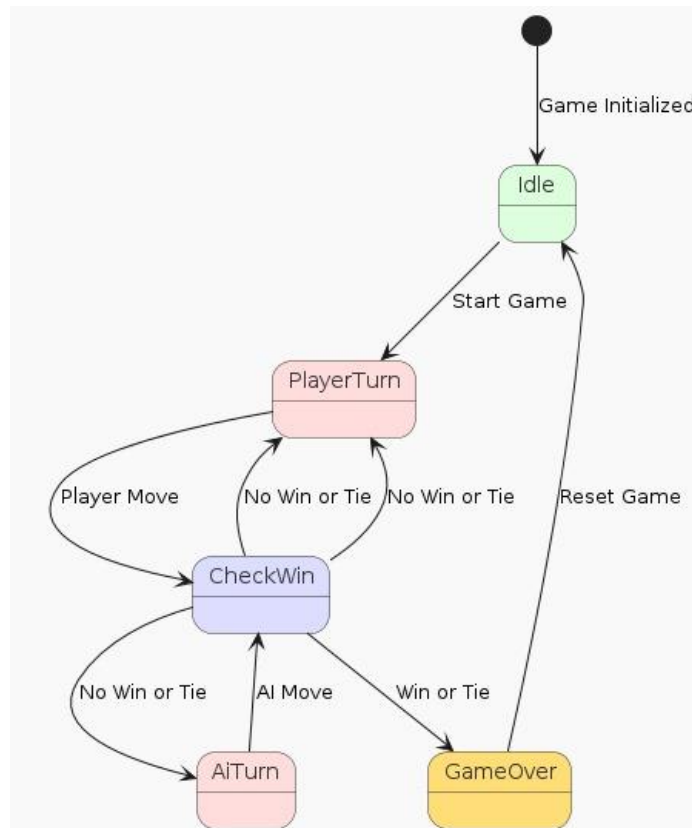 Game Initialized
Idle
Start Game
PlayerTurn
Player Move
No Win or Tie
No Win or Tie
Reset Game
CheckWin
No Win or Tie
AI Move
Win or Tie
AiTurn
GameOver